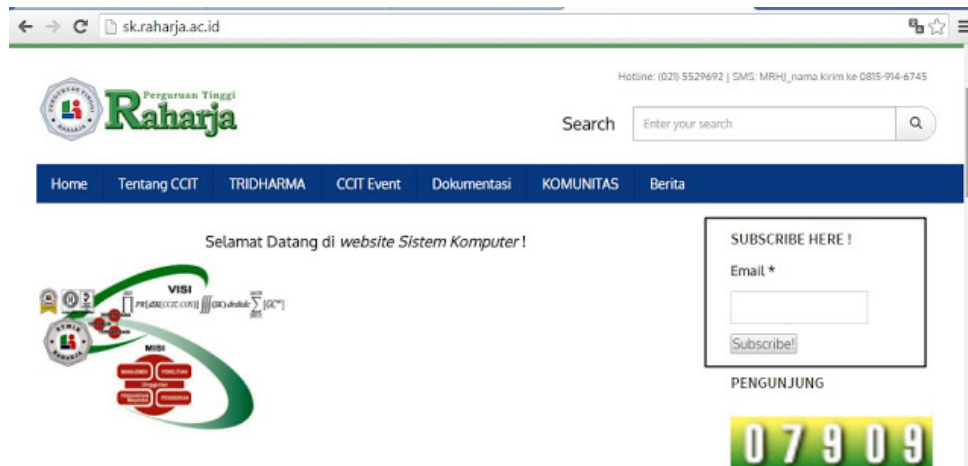 sk.raharja.ac.id
Hotline: (021) 5529692 | SMS: MRHJ_nama kirim ke 0815-914-6745
Perguruan Tinggi
Raharja
Search
Enter your search
Home Tentang CCIT TRIDHARMA CCIT Event Dokumentasi KOMUNITAS Berita
Selamat Datang di website Sistem Komputer !
VISI
MISI
SUBSCRIBE HERE !
Email *
Subscribe!
PENGUNJUNG
07909